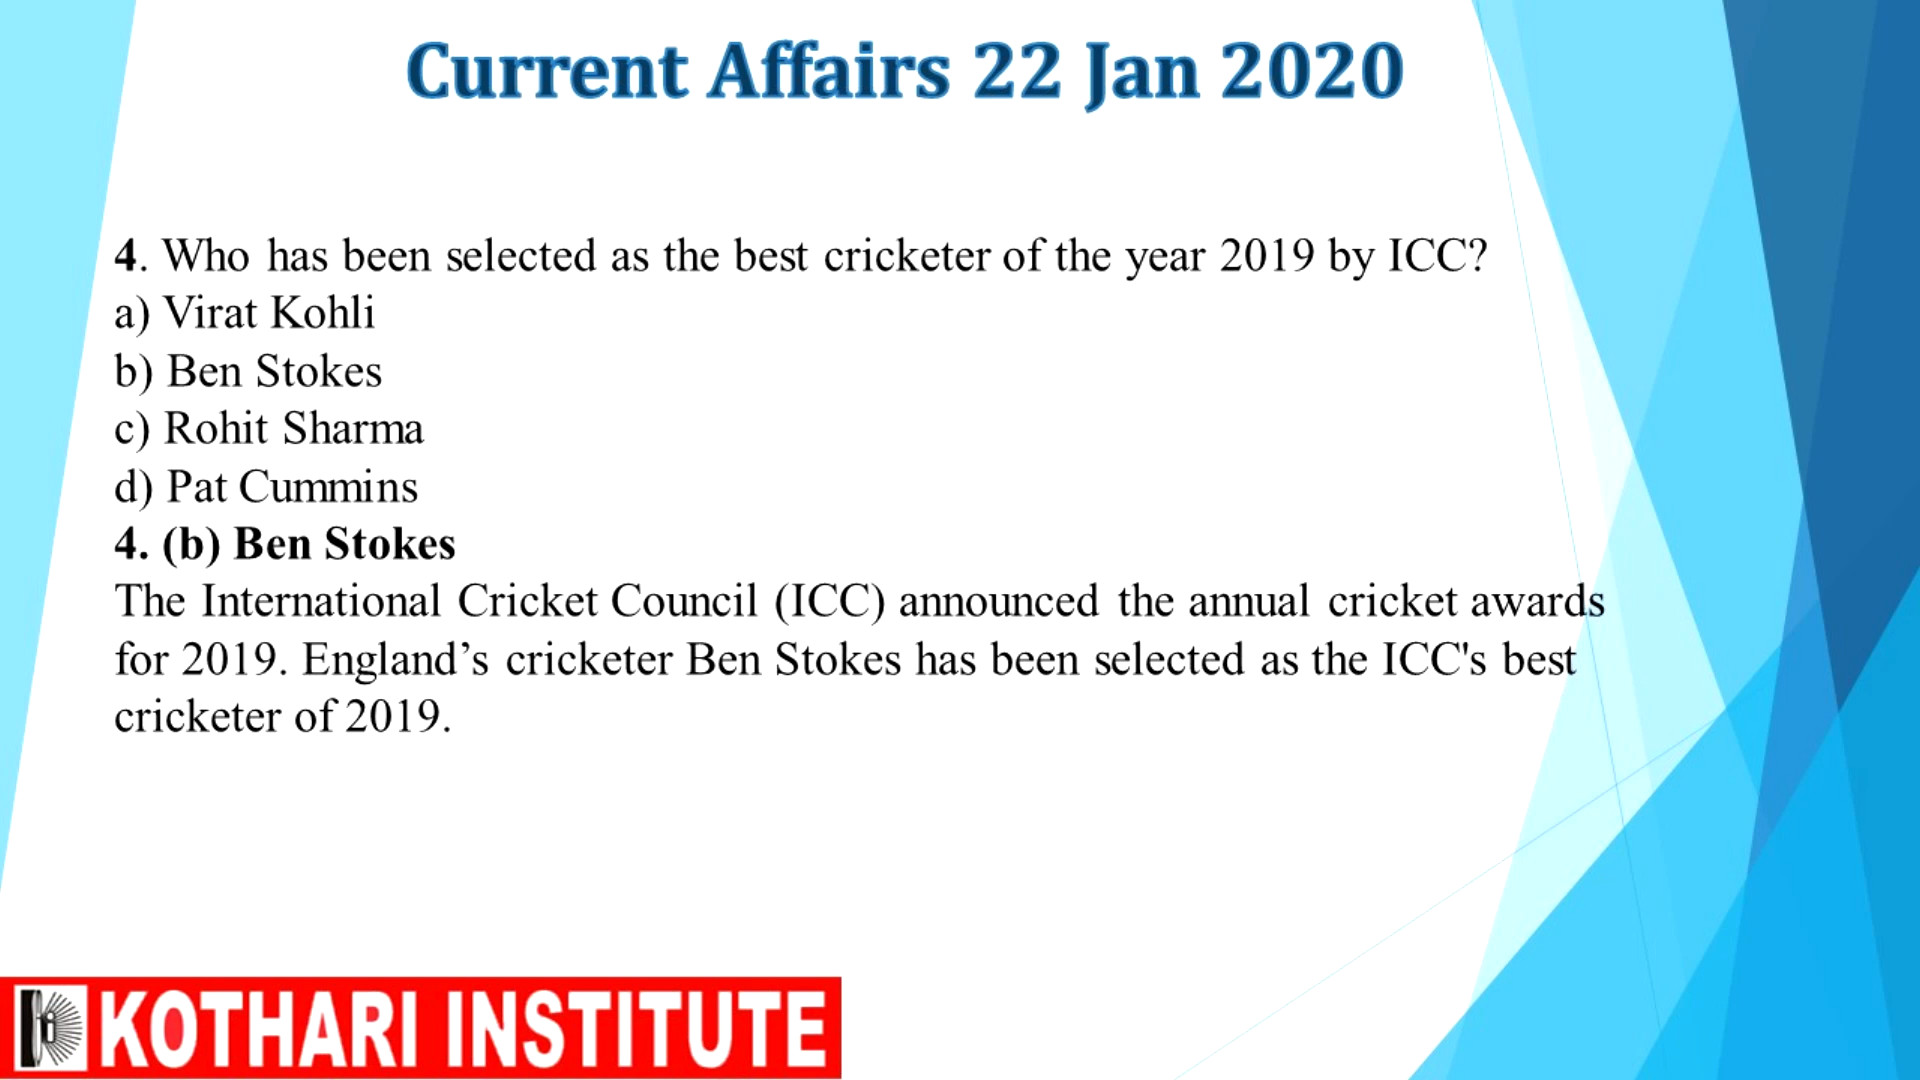 Current Affairs 22 Jan 2020
4. Who has been selected as the best cricketer of the year 2019 by ICC?
a) Virat Kohli
b) Ben Stokes
c) Rohit Sharma
d) Pat Cummins
4. (b) Ben Stokes
The International Cricket Council (ICC) announced the annual cricket awards
for 2019. England’s cricketer Ben Stokes has been selected as the ICC's best
cricketer of 2019.
KOTHARI INSTITUTE